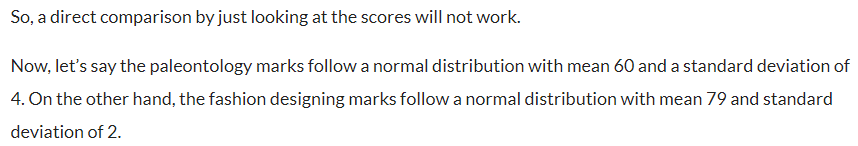 So, a direct comparison by just looking at the scores will not work.
Now, let’s say the paleontology marks follow a normal distribution with mean 60 and a standard deviation of
4. On the other hand, the fashion designing marks follow a normal distribution with mean 79 and standard
deviation of 2.